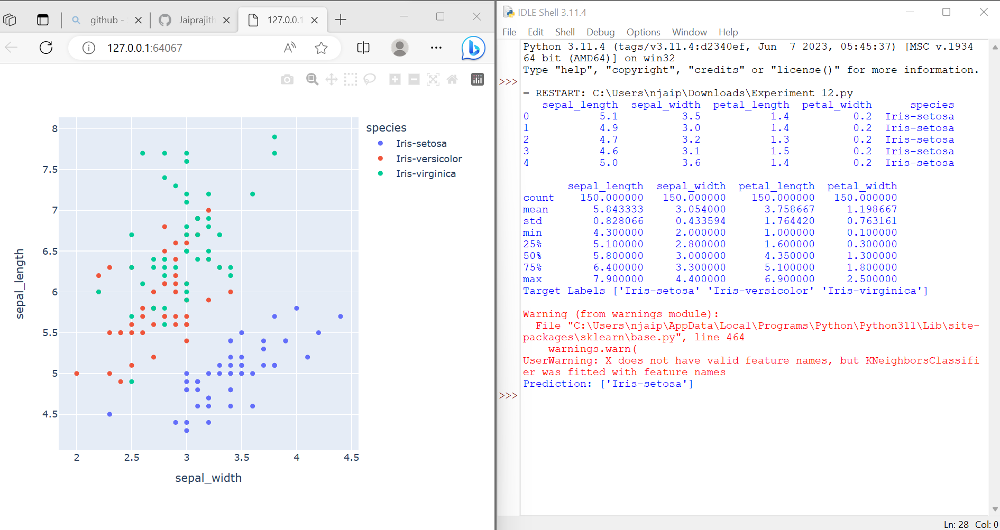 github -
Jaiprajith
127.0.0.1
127.0.0.1:64067
species
Iris-setosa
Iris-versicolor
Iris-virginica
8
7.5
7
6.5
6
5.5
5
4.5
sepal_length
2 2.5 3 3.5 4 4.5
sepal_width
IDLE Shell 3.11.4
File Edit Shell Debug Options Window Help
Python 3.11.4 (tags/v3.11.4:d2340ef, Jun  7 2023, 05:45:37) [MSC v.1934
64 bit (AMD64)] on win32
Type "help", "copyright", "credits" or "license()" for more information.
>>>
= RESTART: C:\Users\njaip\Downloads\Experiment 12.py
   sepal_length  sepal_width  petal_length  petal_width      species
0           5.1          3.5           1.4          0.2  Iris-setosa
1           4.9          3.0           1.4          0.2  Iris-setosa
2           4.7          3.2           1.3          0.2  Iris-setosa
3           4.6          3.1           1.5          0.2  Iris-setosa
4           5.0          3.6           1.4          0.2  Iris-setosa
       sepal_length  sepal_width  petal_length  petal_width
count    150.000000   150.000000    150.000000   150.000000
mean       5.843333     3.054000      3.758667     1.198667
std        0.828066     0.433594      1.764420     0.763161
min        4.300000     2.000000      1.000000     0.100000
25%        5.100000     2.800000      1.600000     0.300000
50%        5.800000     3.000000      4.350000     1.300000
75%        6.400000     3.300000      5.100000     1.800000
max        7.900000     4.400000      6.900000     2.500000
Target Labels ['Iris-setosa' 'Iris-versicolor' 'Iris-virginica']
Warning (from warnings module):
  File "C:\Users\njaip\AppData\Local\Programs\Python\Python311\Lib\site-
packages\sklearn\base.py", line 464
    warnings.warn(
UserWarning: X does not have valid feature names, but KNeighborsClassifi
er was fitted with feature names
Prediction: ['Iris-setosa']
>>>
Ln: 28 Col: 0